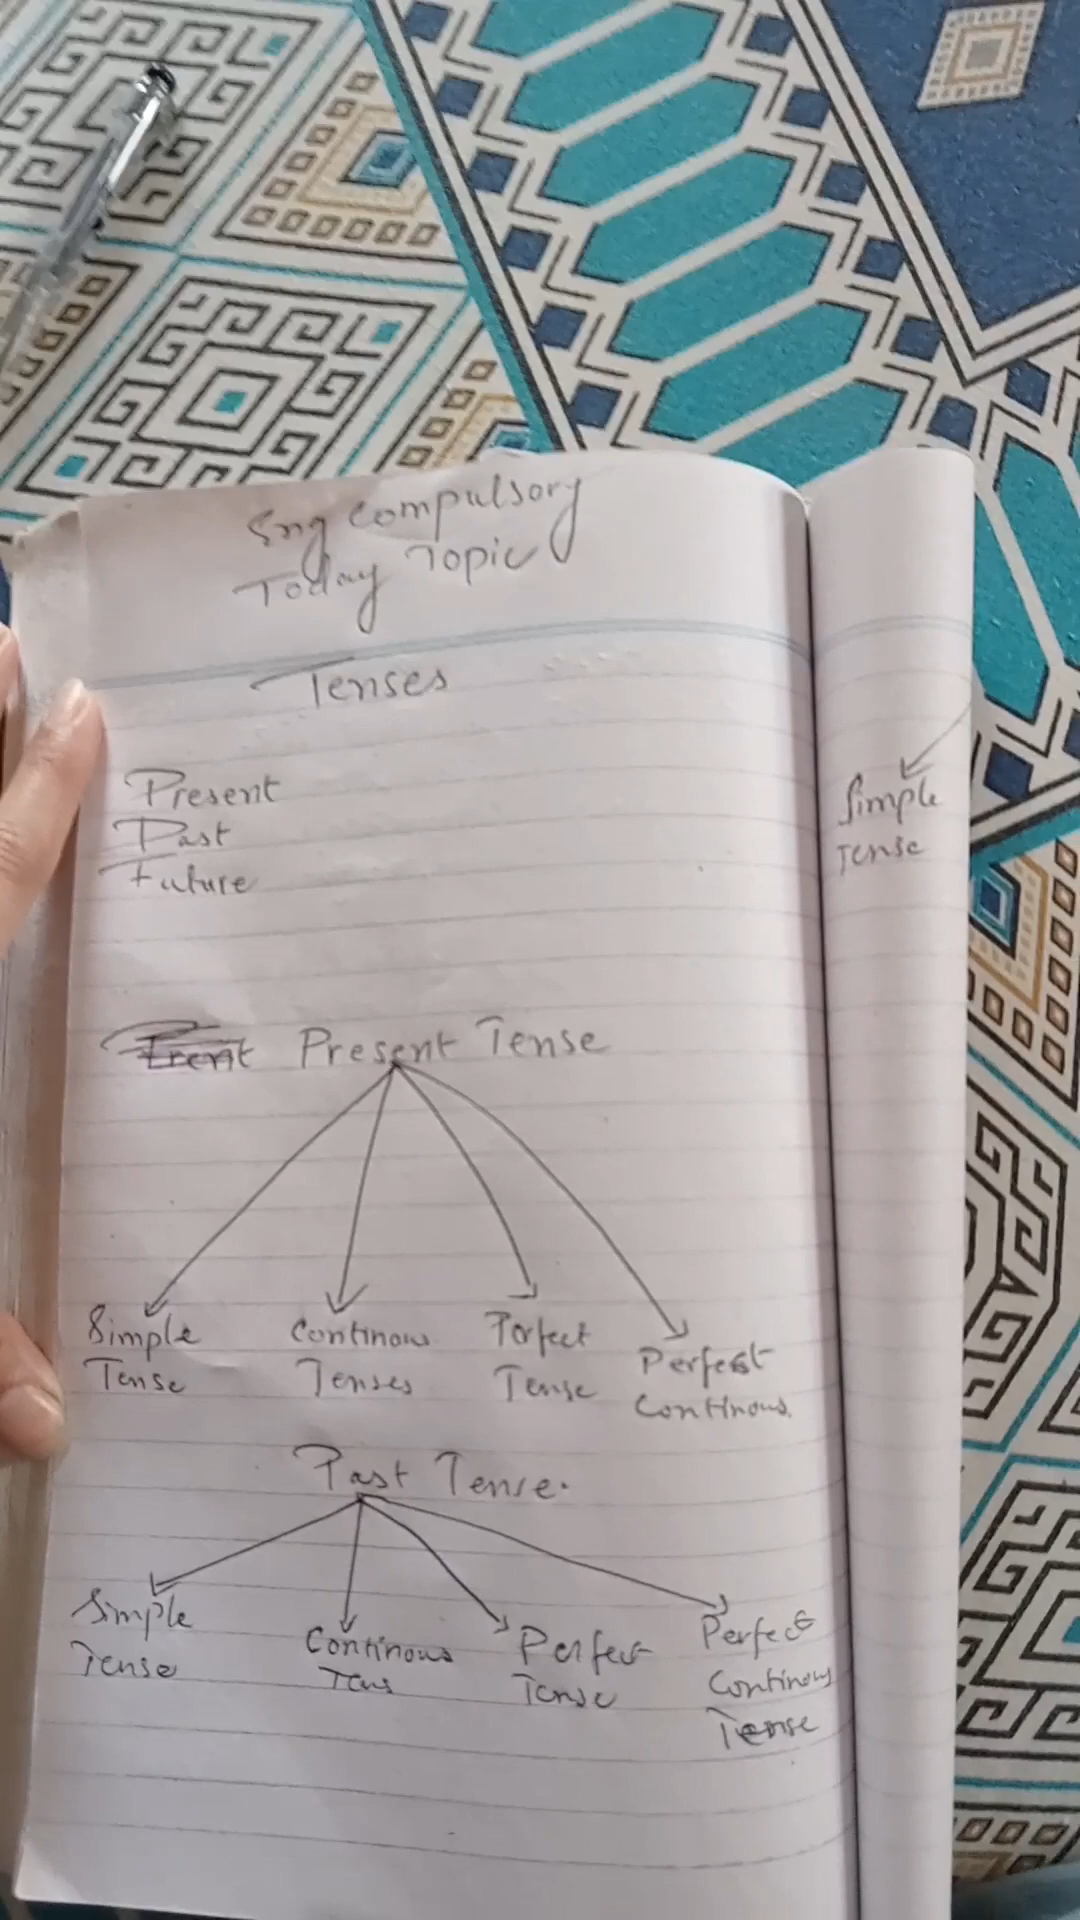 Eng Compulsory
Today Topic
Tenses
Present
Past
Future
Present Tense
Simple Tense
Continous Tenses
Perfect Tense
Perfect Continous.
Past Tense.
Simple Tense
Continous Tens
Perfect Tense
Perfect Continous Tense
Simple
Tense